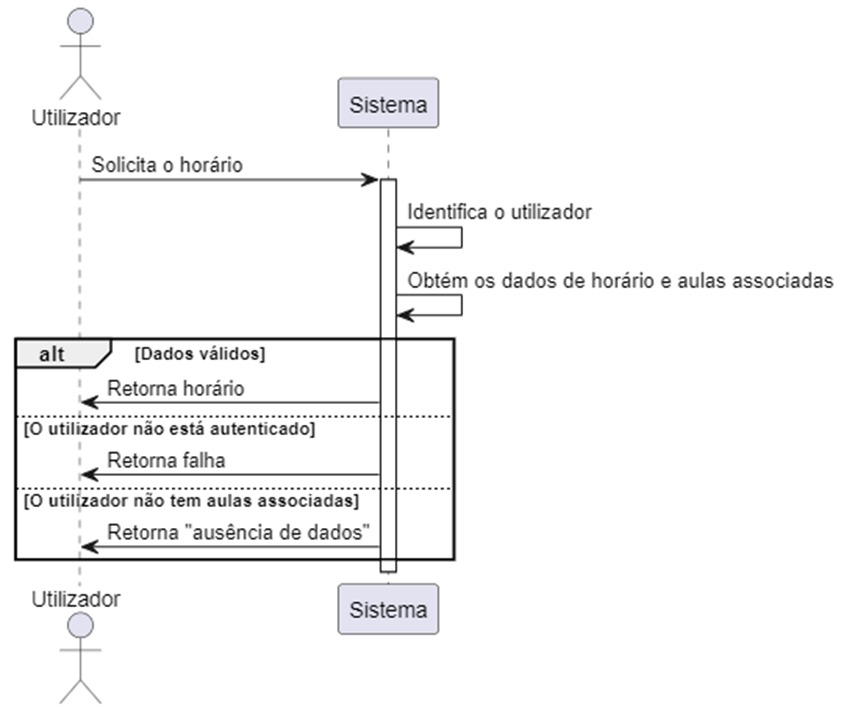 Utilizador
Sistema
Solicita o horário
Identifica o utilizador
Obtém os dados de horário e aulas associadas
alt
[Dados válidos]
Retorna horário
[O utilizador não está autenticado]
Retorna falha
[O utilizador não tem aulas associadas]
Retorna "ausência de dados"
Utilizador
Sistema